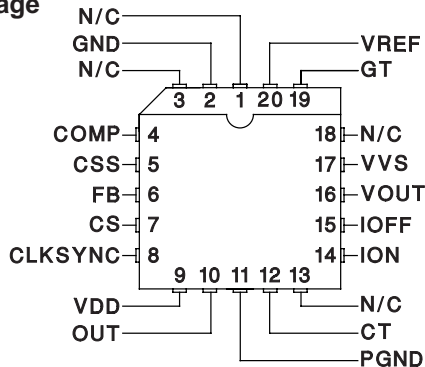 age
N/C
GND
N/C
VREF
GT
3 2 1 20 19
COMP 4 18 N/C
CSS 5 17 VVS
FB 6 16 VOUT
CS 7 15 IOFF
CLKSYNC 8 14 ION
9 10 11 12 13
VDD
OUT
N/C
CT
PGND